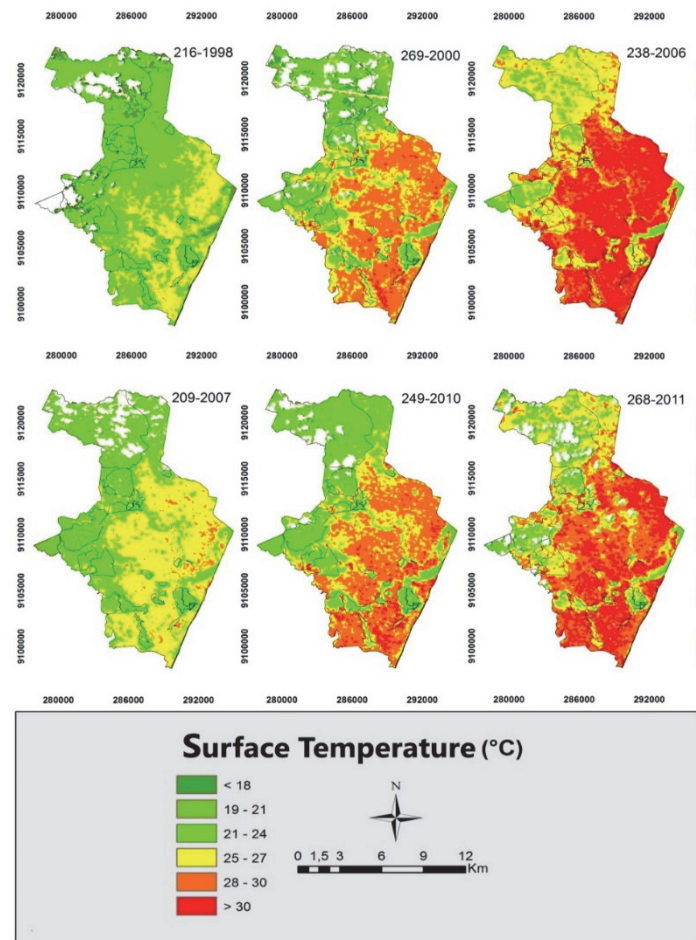 280000 286000 292000 280000 286000 292000 280000 286000 292000
216-1998 269-2000 238-2006
9120000 9120000 9120000
9115000 9115000 9115000
9110000 9110000 9110000
9105000 9105000 9105000
9100000 9100000 9100000
280000 286000 292000 280000 286000 292000 280000 286000 292000
209-2007 249-2010 268-2011
9120000 9120000 9120000
9115000 9115000 9115000
9110000 9110000 9110000
9105000 9105000 9105000
9100000 9100000 9100000
280000 286000 292000 280000 286000 292000 280000 286000 292000
Surface Temperature (°C)
< 18
19 - 21
21 - 24
25 - 27
28 - 30
> 30
N
0 1,5 3 6 9 12
Km